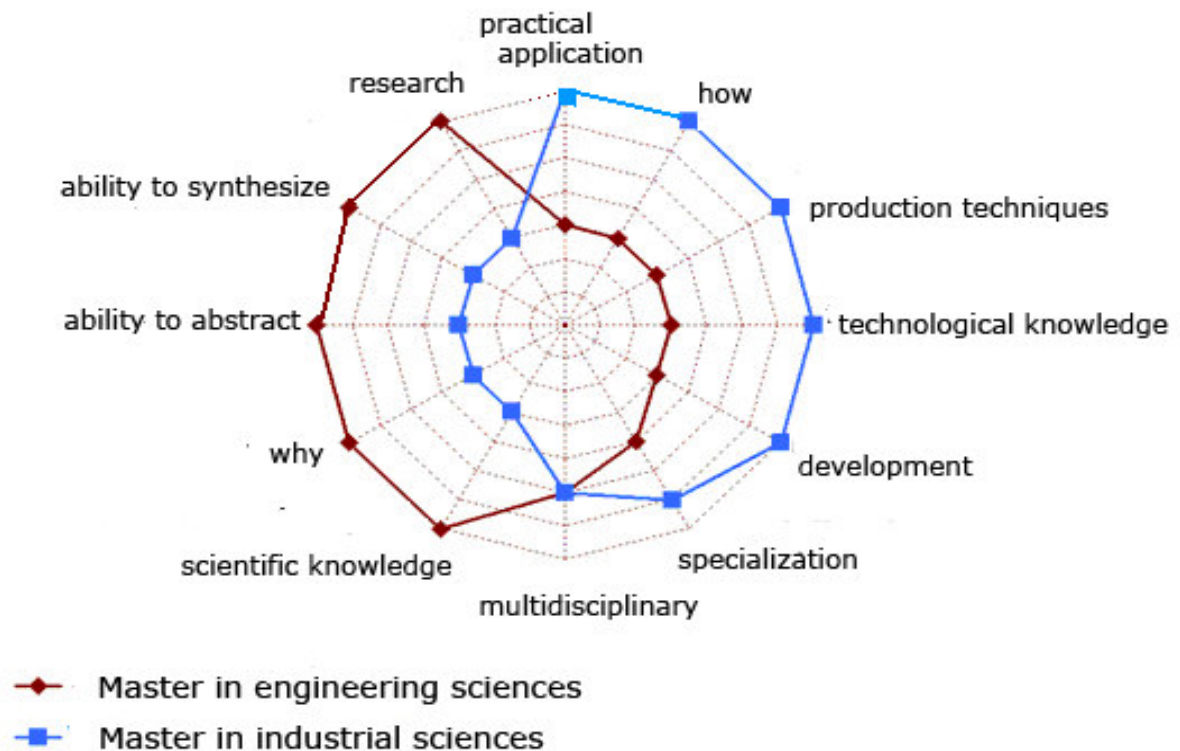 practical
application
how
research
ability to synthesize
production techniques
ability to abstract
technological knowledge
why
development
scientific knowledge
specialization
multidisciplinary
Master in engineering sciences
Master in industrial sciences